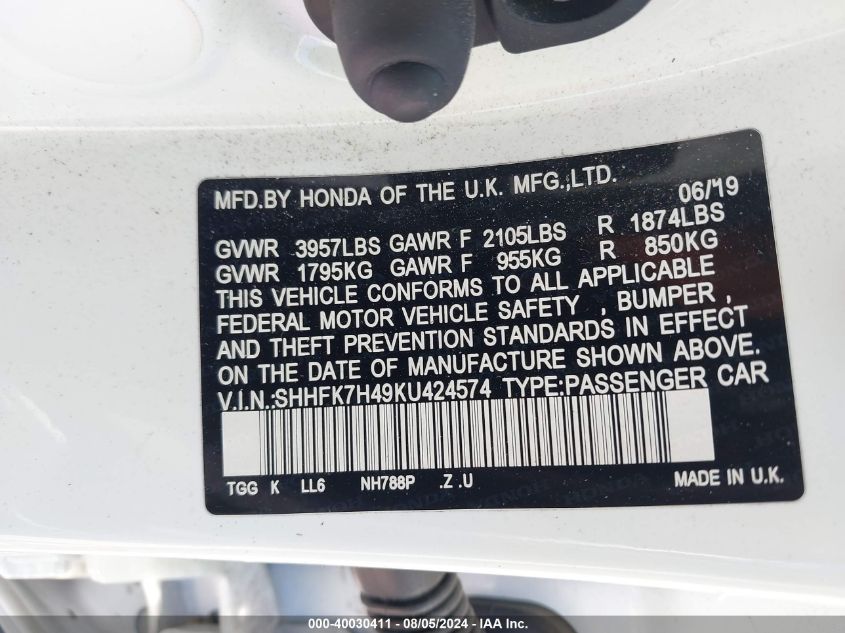 MFD.BY HONDA OF THE U.K. MFG.,LTD. 06/19
GVWR 3957LBS GAWR F 2105LBS R 1874LBS
GVWR 1795KG GAWR F 955KG R 850KG
THIS VEHICLE CONFORMS TO ALL APPLICABLE
FEDERAL MOTOR VEHICLE SAFETY , BUMPER ,
AND THEFT PREVENTION STANDARDS IN EFFECT
ON THE DATE OF MANUFACTURE SHOWN ABOVE.
V.I.N.:SHHFK7H49KU424574 TYPE:PASSENGER CAR
TGG K LL6 NH788P .Z .U MADE IN U.K.
000-40030411 - 08/05/2024 - IAA Inc.